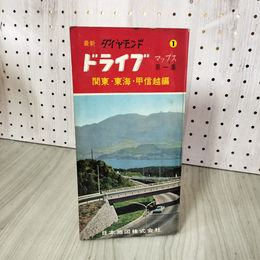 最新 ダイヤモンド 1
ドライブ マップス 第一集
関東・東海・甲信越編
日本地図株式会社